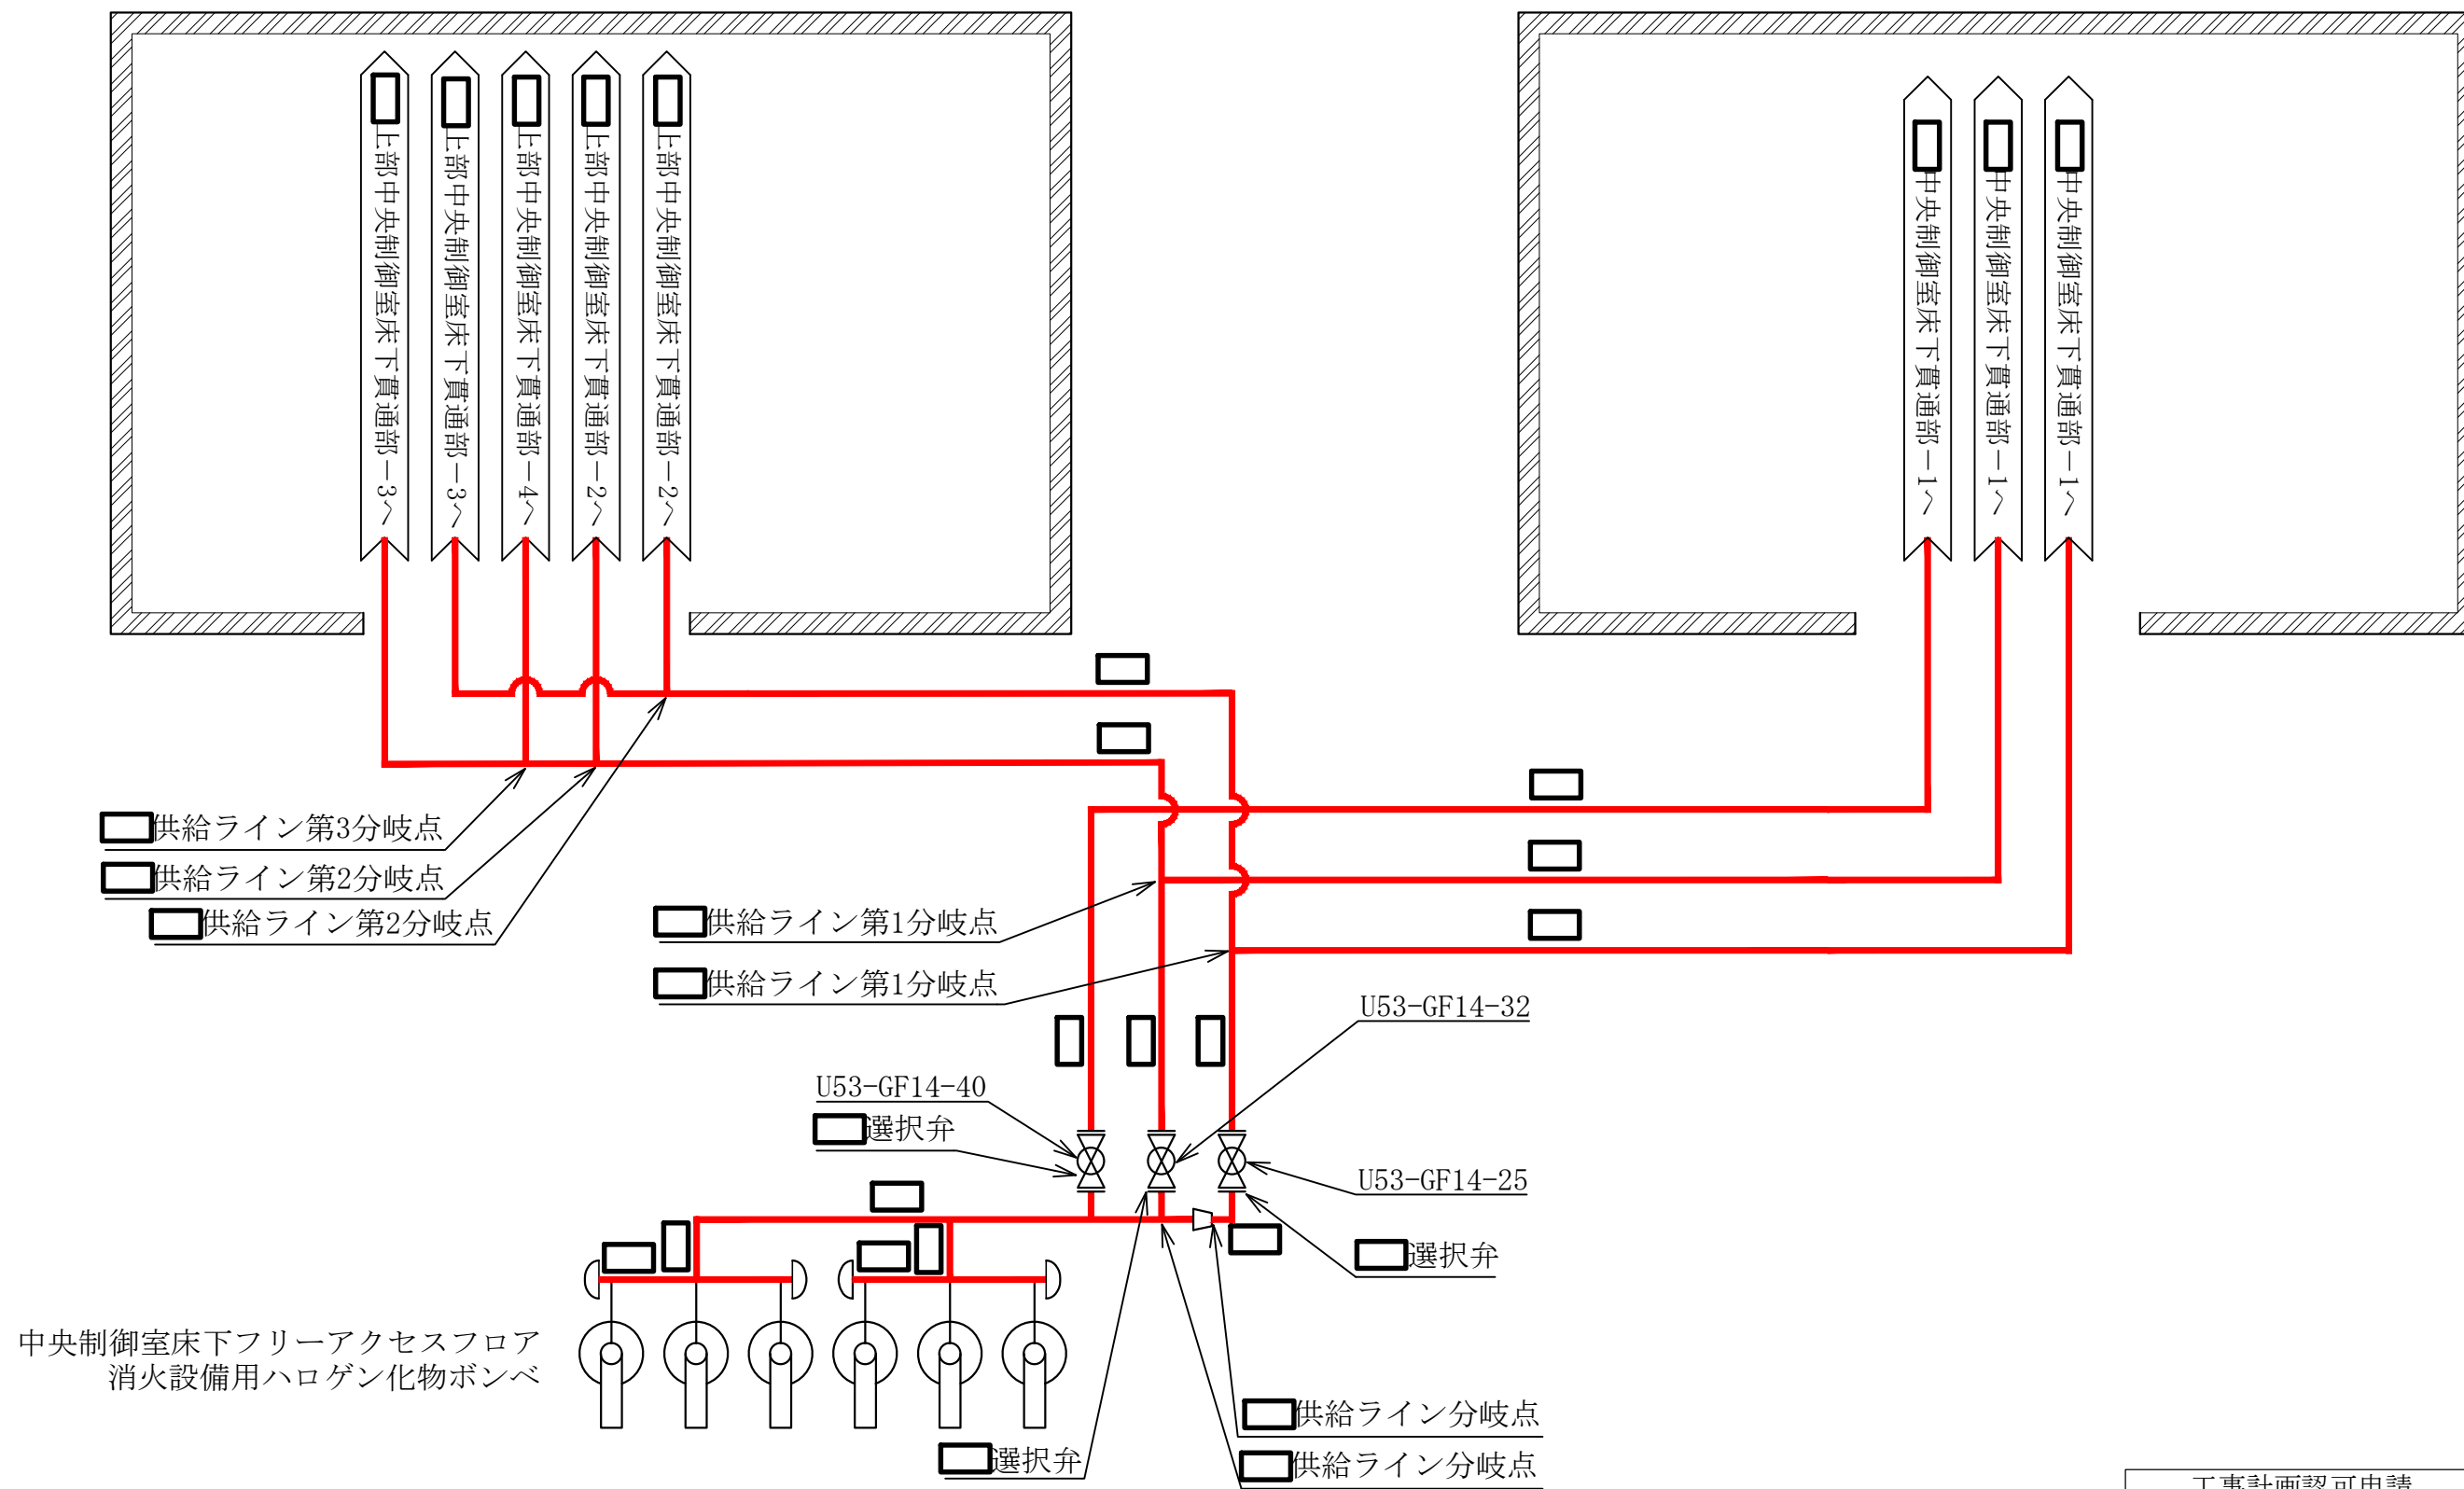 上部中央制御室床下貫通部－3へ
上部中央制御室床下貫通部－3へ
上部中央制御室床下貫通部－4へ
上部中央制御室床下貫通部－2へ
上部中央制御室床下貫通部－2へ
中央制御室床下貫通部－1へ
中央制御室床下貫通部－1へ
中央制御室床下貫通部－1へ
供給ライン第3分岐点
供給ライン第2分岐点
供給ライン第2分岐点
供給ライン第1分岐点
供給ライン第1分岐点
U53-GF14-32
U53-GF14-40
選択弁
U53-GF14-25
選択弁
中央制御室床下フリーアクセスフロア
消火設備用ハロゲン化物ボンベ
供給ライン分岐点
選択弁
供給ライン分岐点
工事計画認可申請